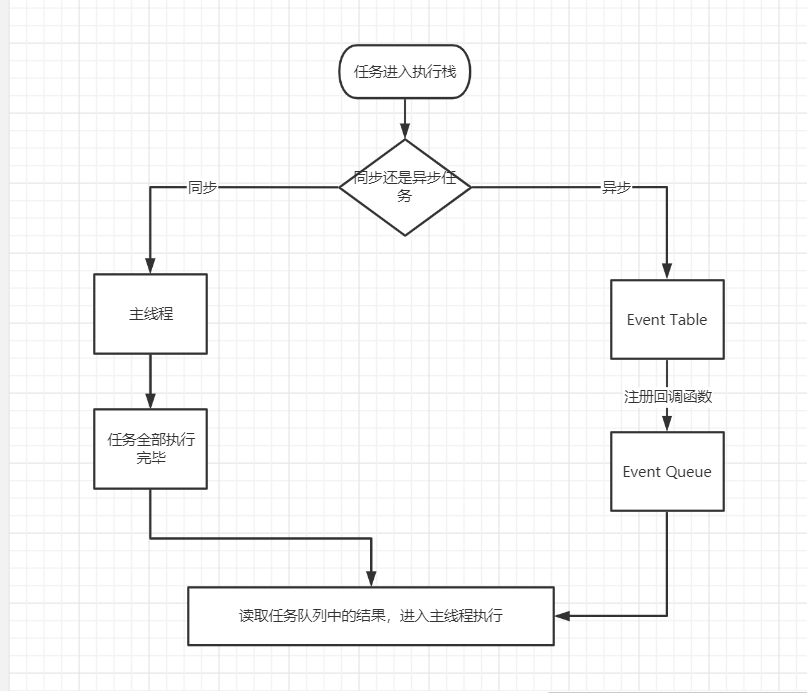 任务进入执行栈
同步还是异步任
务
同步
异步
主线程
Event Table
注册回调函数
任务全部执行
完毕
Event Queue
读取任务队列中的结果，进入主线程执行